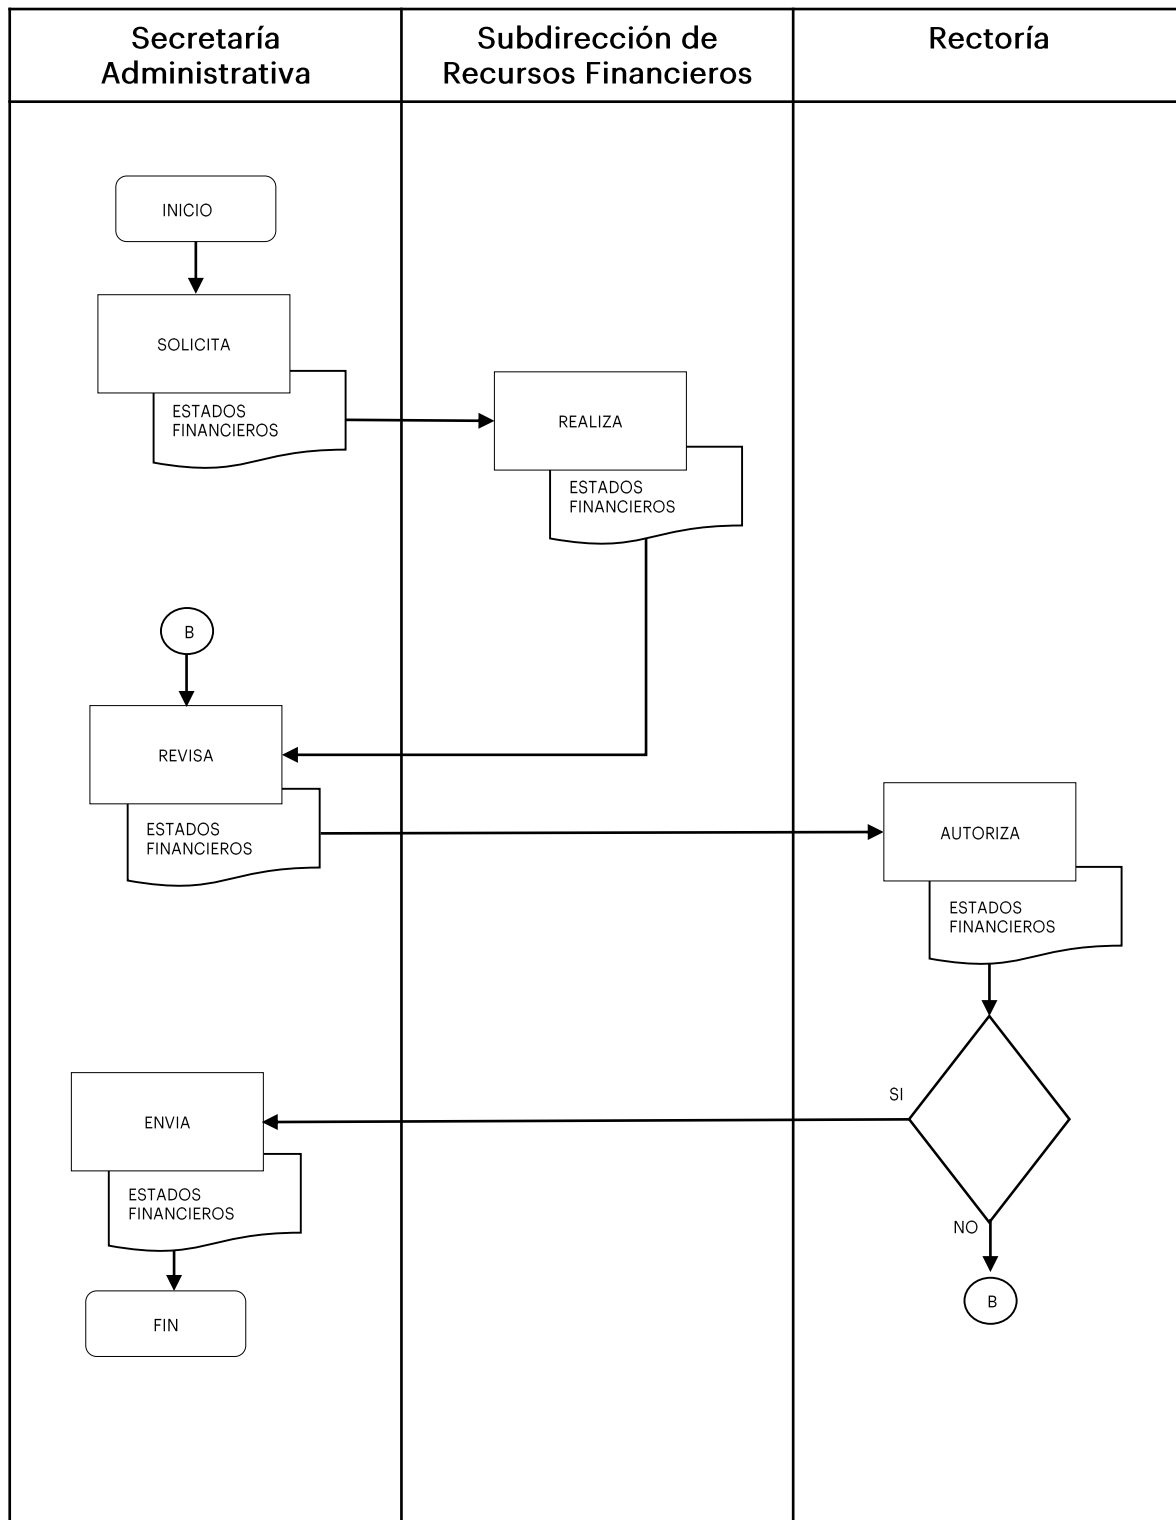 Secretaría
Administrativa
Subdirección de
Recursos Financieros
Rectoría
INICIO
SOLICITA
ESTADOS
FINANCIEROS
REALIZA
ESTADOS
FINANCIEROS
B
REVISA
ESTADOS
FINANCIEROS
AUTORIZA
ESTADOS
FINANCIEROS
SI
ENVIA
ESTADOS
FINANCIEROS
NO
B
FIN